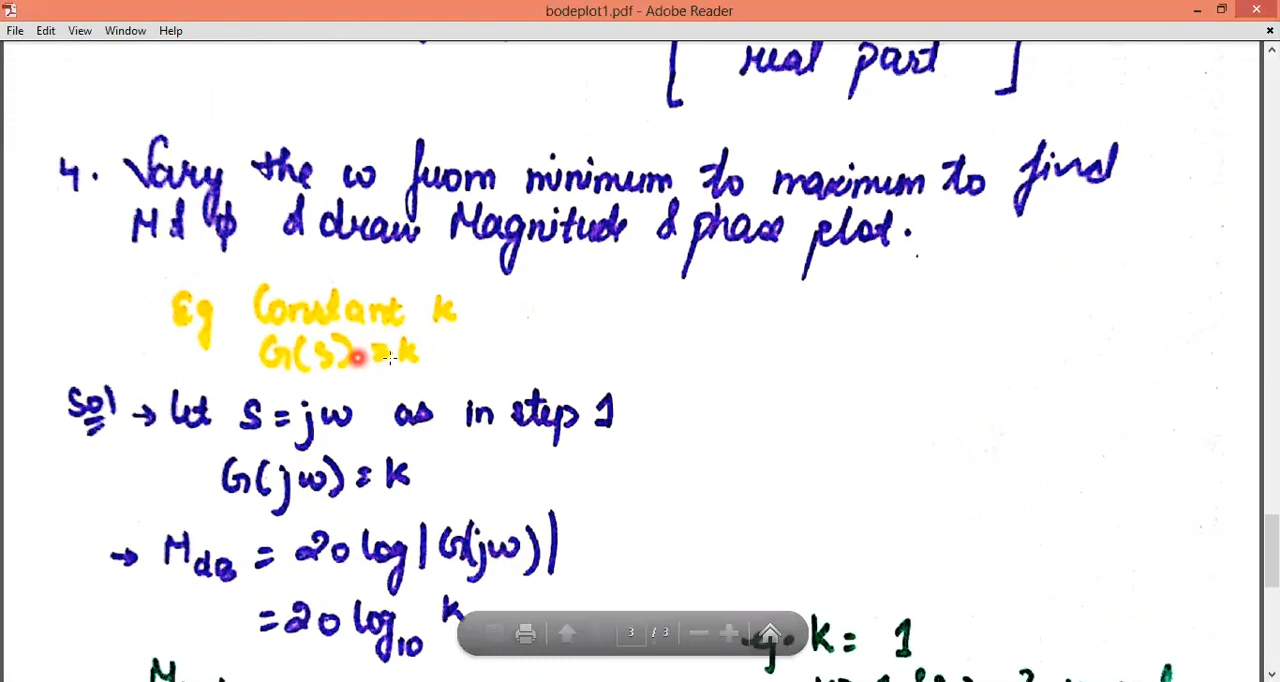 bodeplot1.pdf - Adobe Reader
File Edit View Window Help
real part
4. Vary the ω from minimum to maximum to find
M & φ & draw Magnitude & phase plot.
Eg Constant k
G(s) = k
Sol → let s = jω as in step 1
G(jω) = k
→ MdB = 20 log |G(jω)|
= 20 log10 k
3 / 3
eg. K = 1